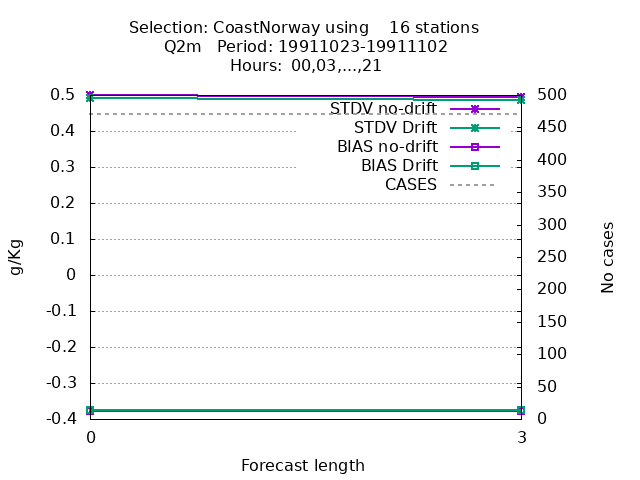 Selection: CoastNorway using    16 stations
Q2m   Period: 19911023-19911102
Hours:  00,03,...,21
0.5
0.4
0.3
0.2
0.1
0
-0.1
-0.2
-0.3
-0.4
g/Kg
STDV no-drift
STDV Drift
BIAS no-drift
BIAS Drift
CASES
500
450
400
350
300
250
200
150
100
50
0
No cases
0
3
Forecast length